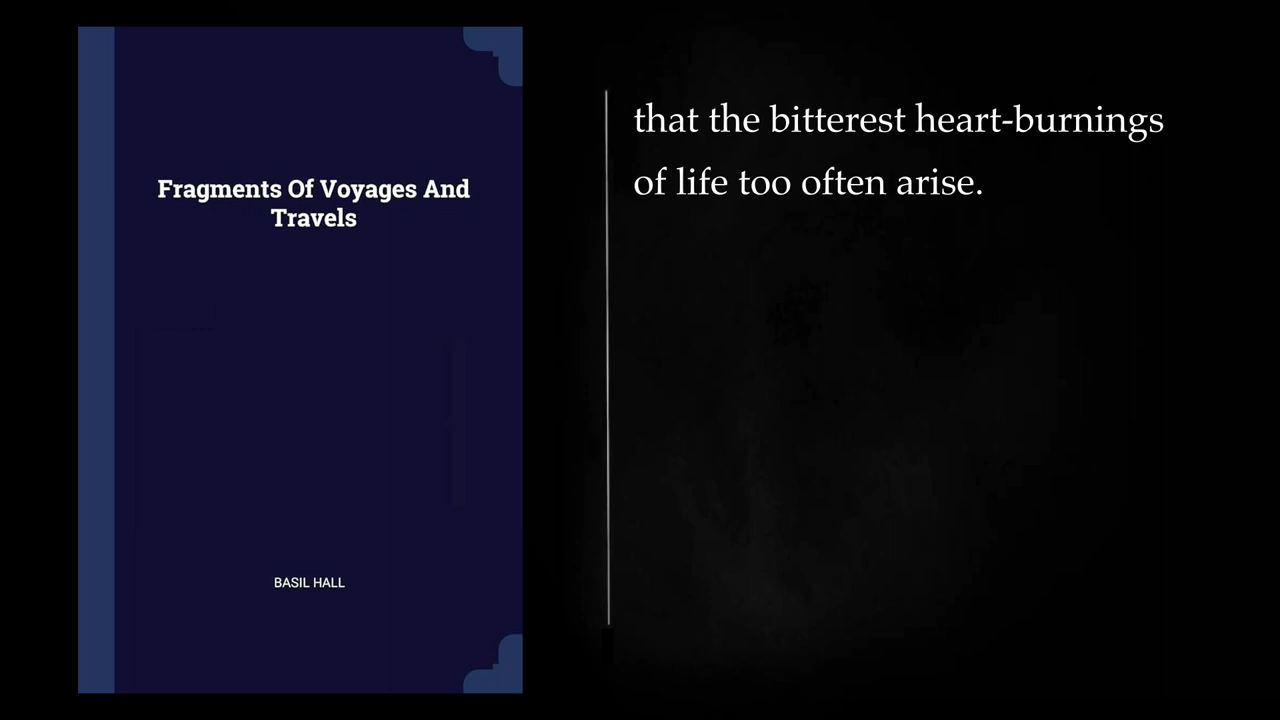 Fragments Of Voyages And
Travels
BASIL HALL
that the bitterest heart-burnings
of life too often arise.